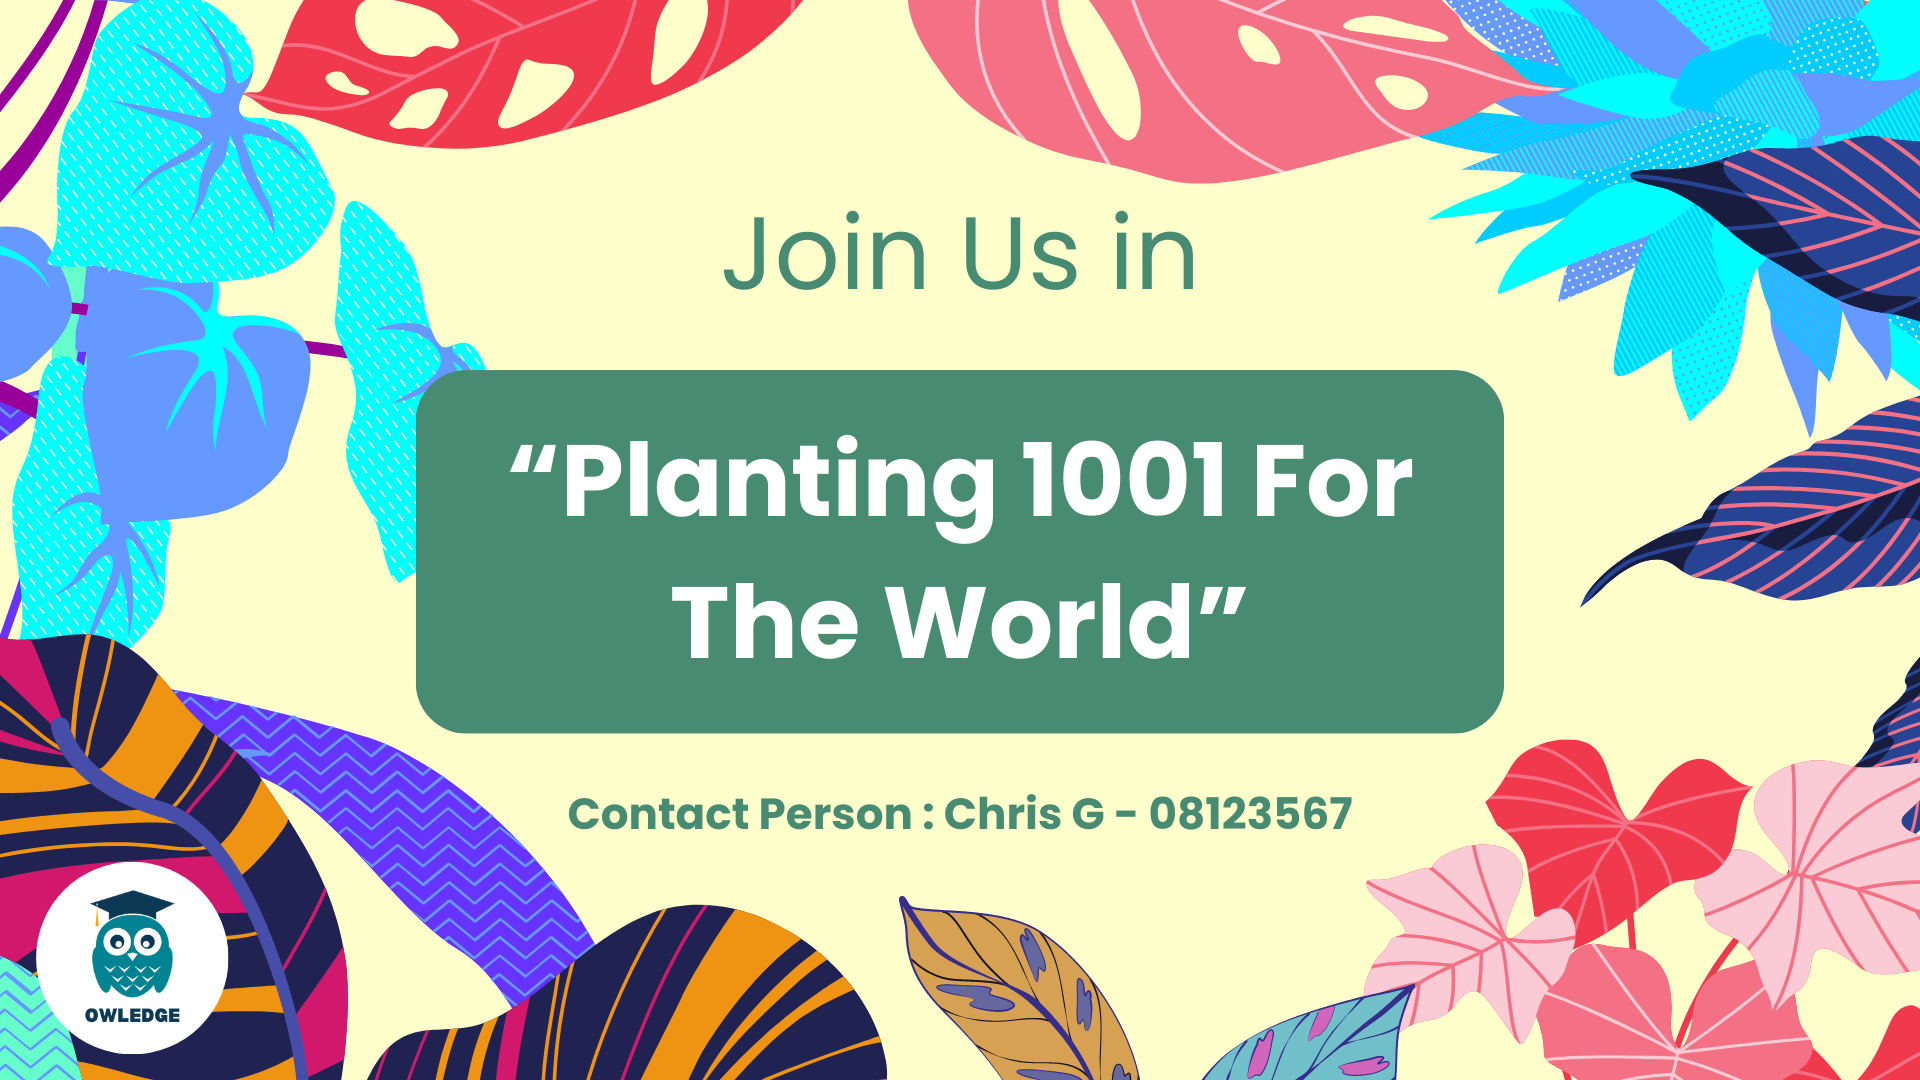 Join Us in
“Planting 1001 For
The World”
Contact Person : Chris G - 08123567
OWLEDGE